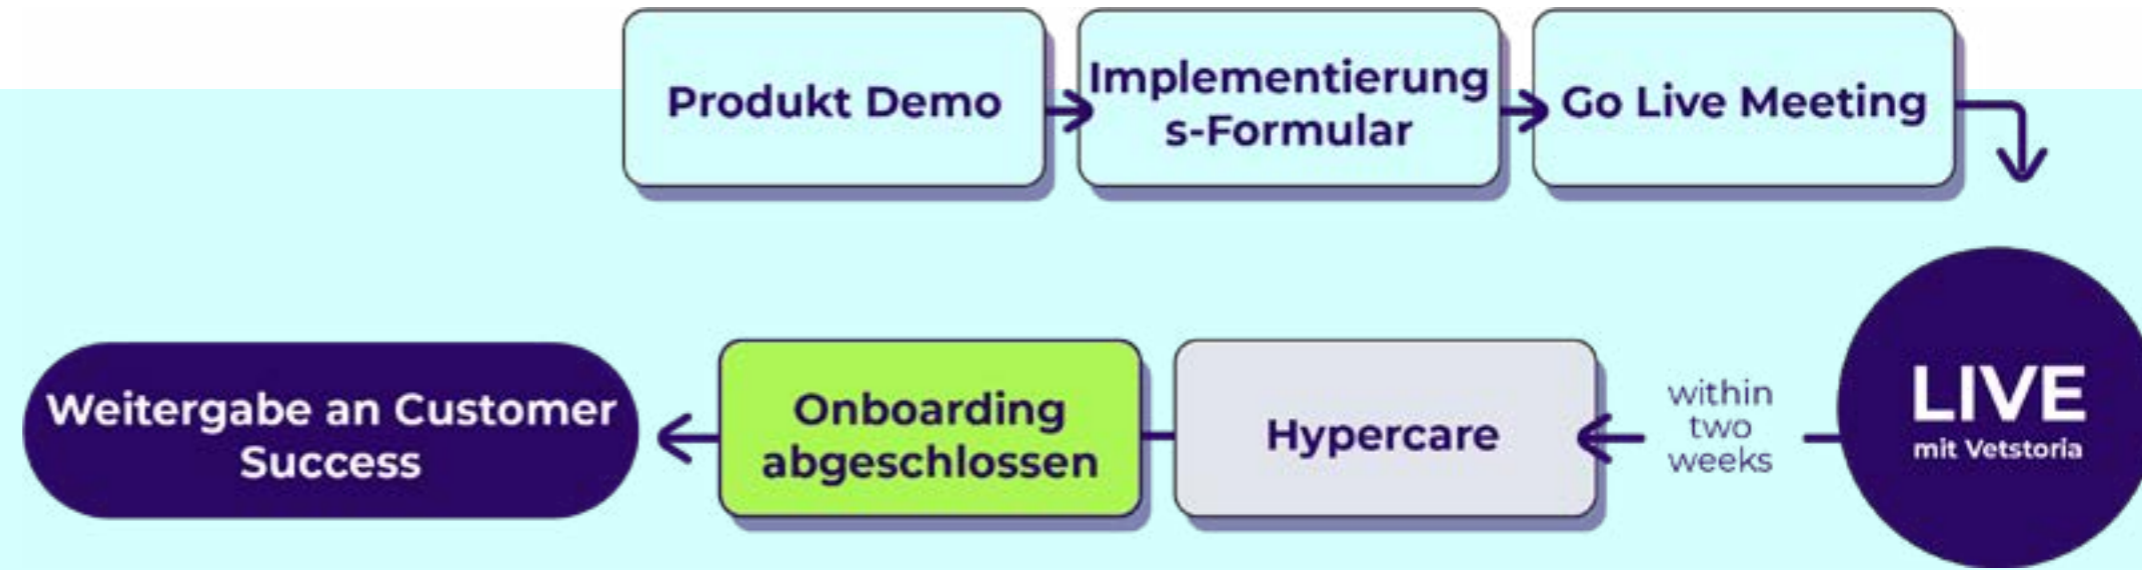 Produkt Demo
Implementierung
s-Formular
Go Live Meeting
LIVE
mit Vetstoria
within
two
weeks
Hypercare
Onboarding
abgeschlossen
Weitergabe an Customer
Success